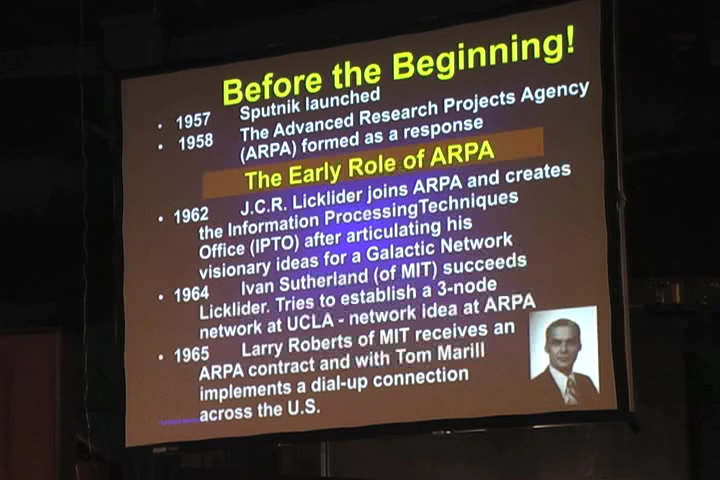 Before the Beginning!
• 1957 Sputnik launched
• 1958 The Advanced Research Projects Agency
(ARPA) formed as a response
The Early Role of ARPA
• 1962 J.C.R. Licklider joins ARPA and creates
the Information ProcessingTechniques
Office (IPTO) after articulating his
visionary ideas for a Galactic Network
• 1964 Ivan Sutherland (of MIT) succeeds
Licklider. Tries to establish a 3-node
network at UCLA - network idea at ARPA
• 1965 Larry Roberts of MIT receives an
ARPA contract and with Tom Marill
implements a dial-up connection
across the U.S.